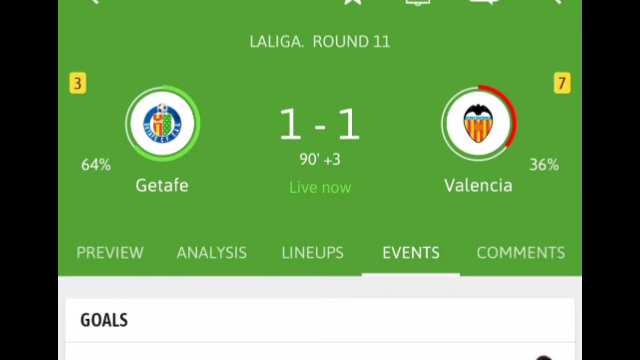 LALIGA. ROUND 11
3
7
1 - 1
90' +3
64%
36%
Getafe
Live now
Valencia
PREVIEW
ANALYSIS
LINEUPS
EVENTS
COMMENTS
GOALS